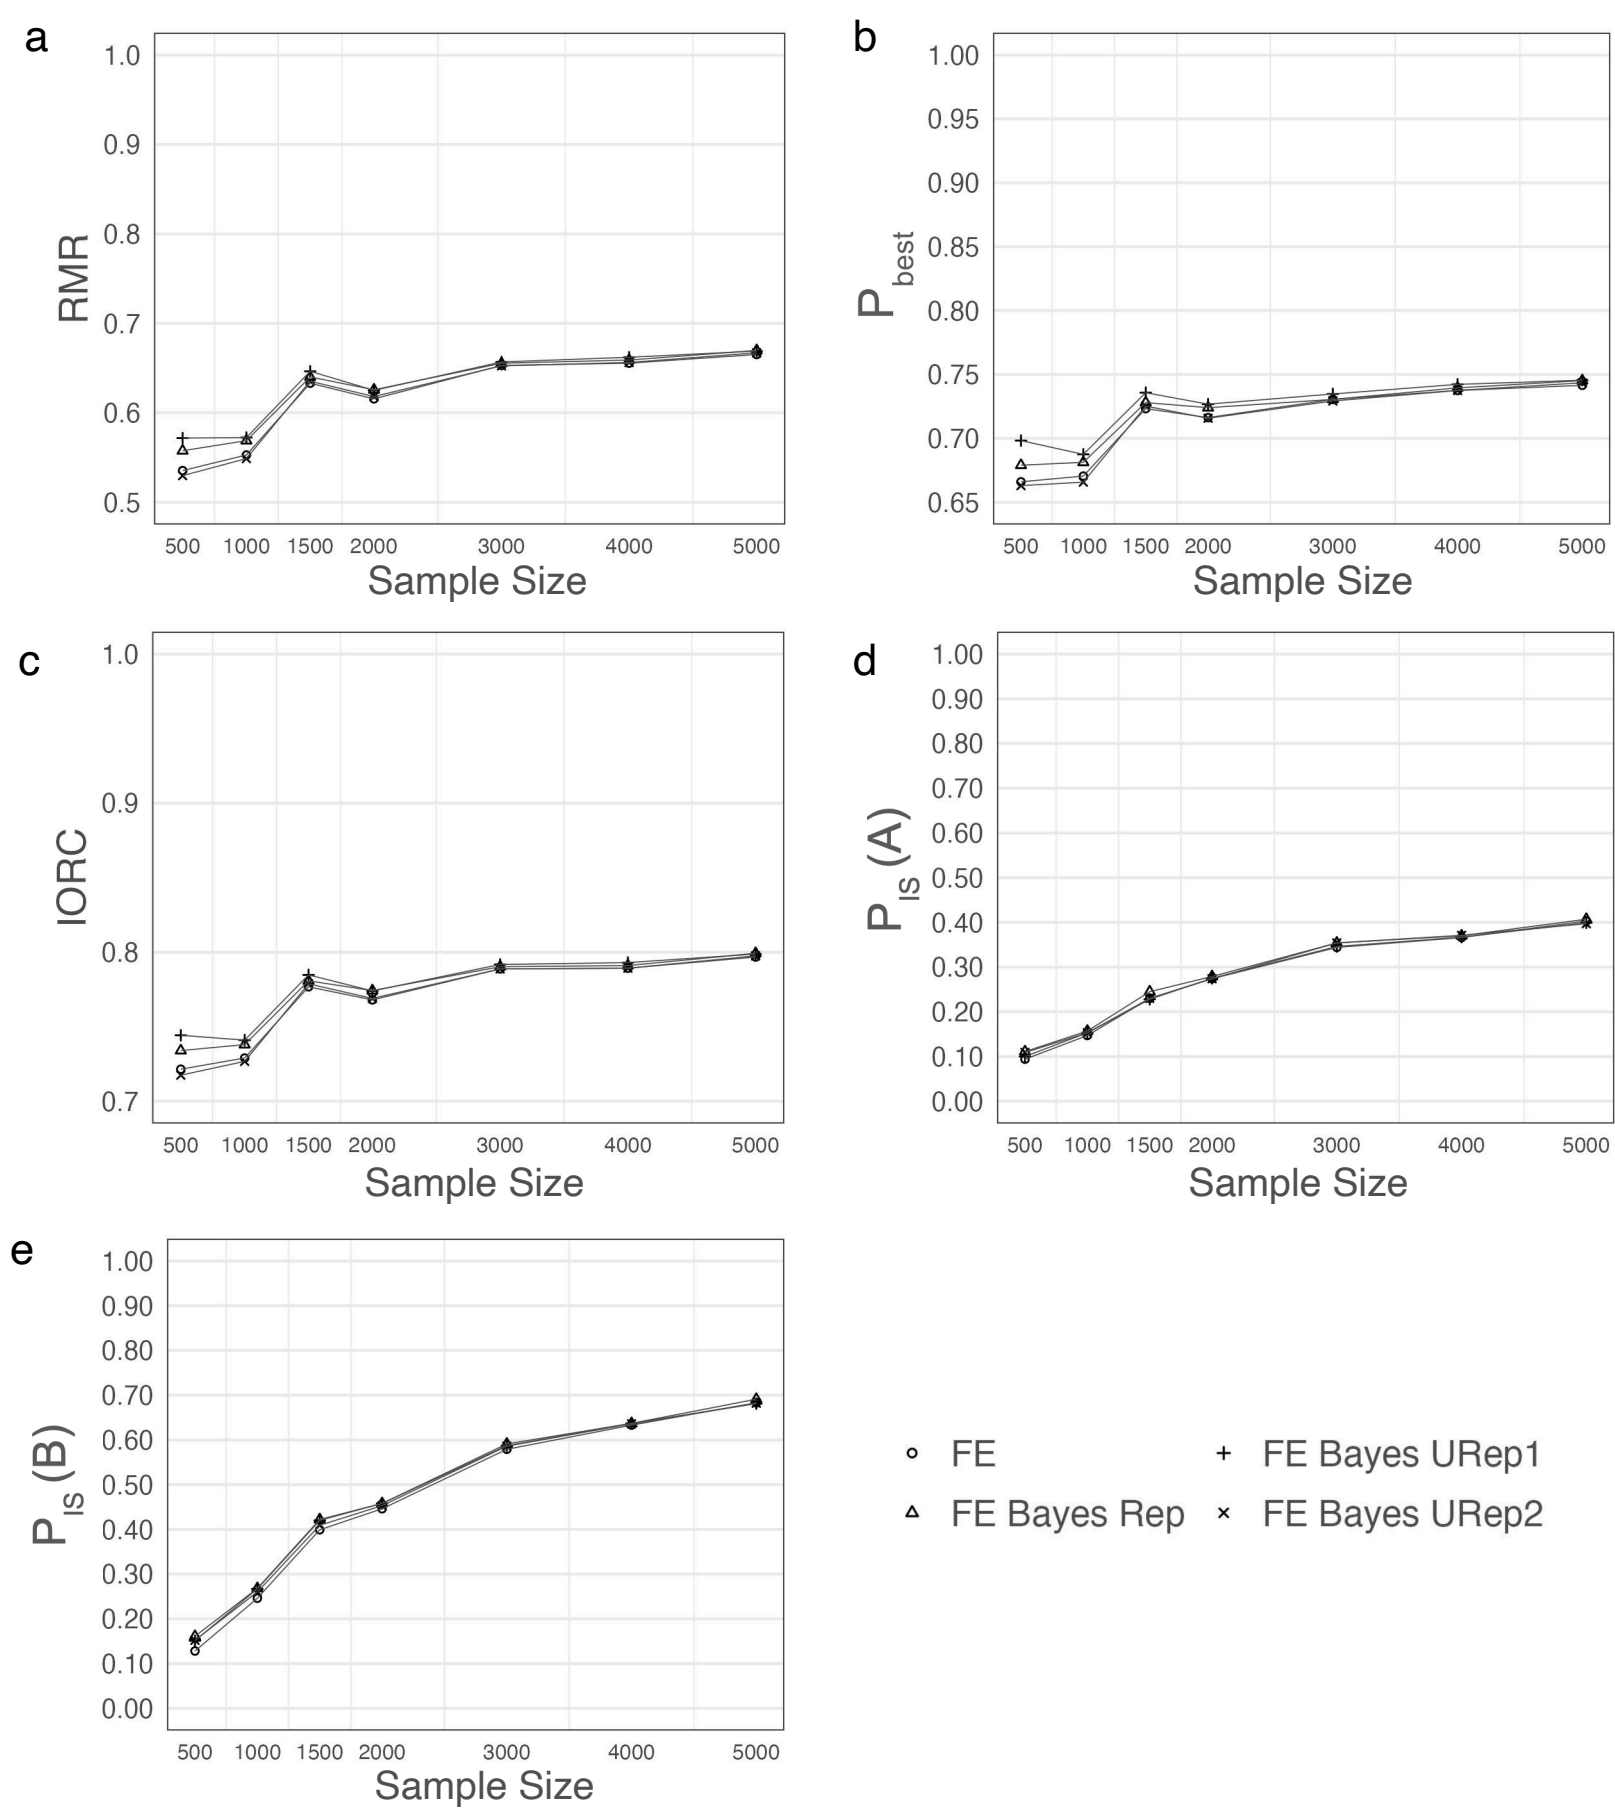 a
1.0
0.9
0.8
0.7
0.6
0.5
RMR
500 1000 1500 2000 3000 4000 5000
Sample Size
b
1.00
0.95
0.90
0.85
0.80
0.75
0.70
0.65
P best
500 1000 1500 2000 3000 4000 5000
Sample Size
c
1.0
0.9
0.8
0.7
IORC
500 1000 1500 2000 3000 4000 5000
Sample Size
d
1.00
0.90
0.80
0.70
0.60
0.50
0.40
0.30
0.20
0.10
0.00
P IS (A)
500 1000 1500 2000 3000 4000 5000
Sample Size
e
1.00
0.90
0.80
0.70
0.60
0.50
0.40
0.30
0.20
0.10
0.00
P IS (B)
500 1000 1500 2000 3000 4000 5000
Sample Size
FE
FE Bayes URep1
FE Bayes Rep
FE Bayes URep2